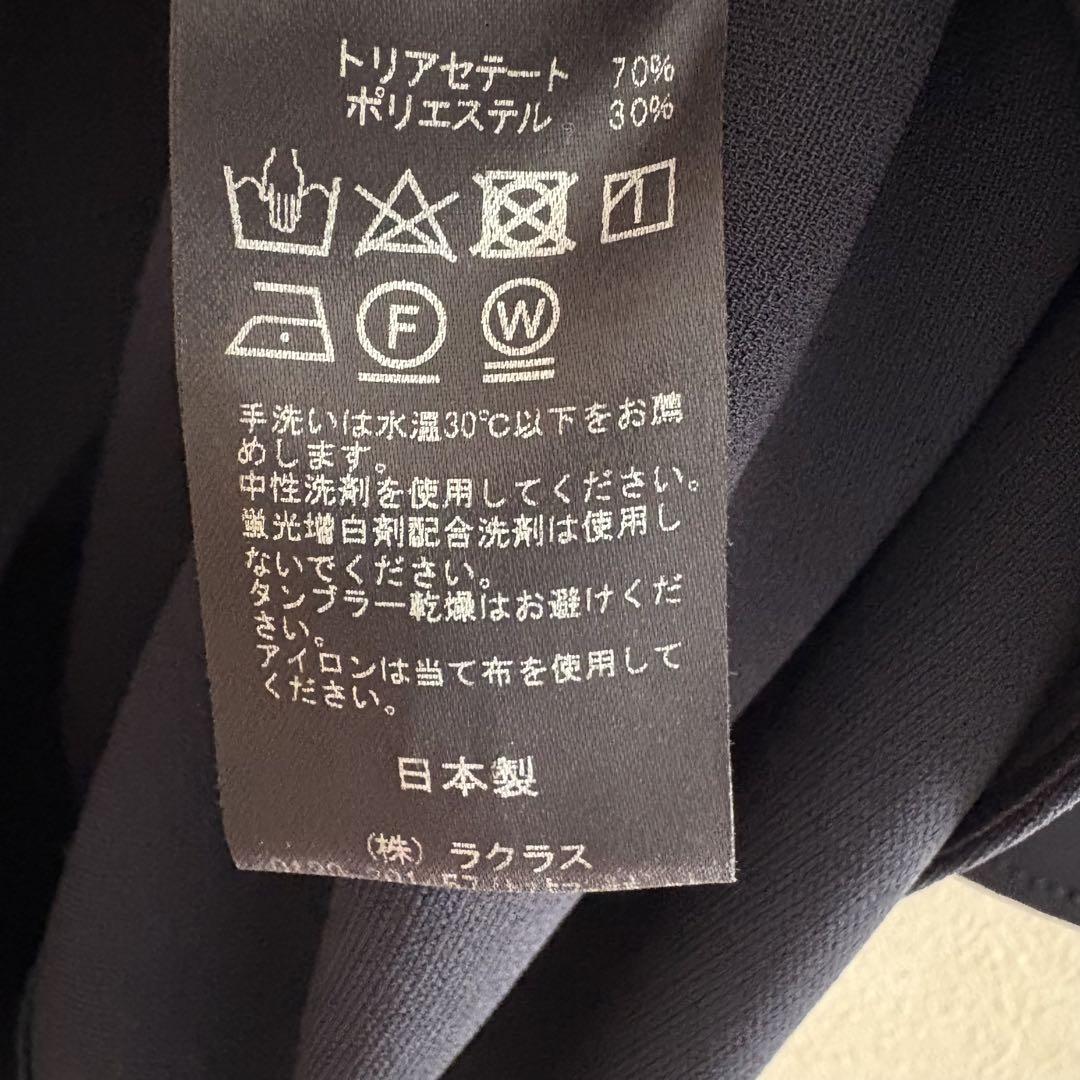 トリアセテート 70%
ポリエステル 30%
F W
手洗いは水温30℃以下をお薦
めします。
中性洗剤を使用してください。
蛍光増白剤配合洗剤は使用し
ないでください。
タンブラー乾燥はお避けくだ
さい。
アイロンは当て布を使用して
ください。
日本製
(株) ラクラス